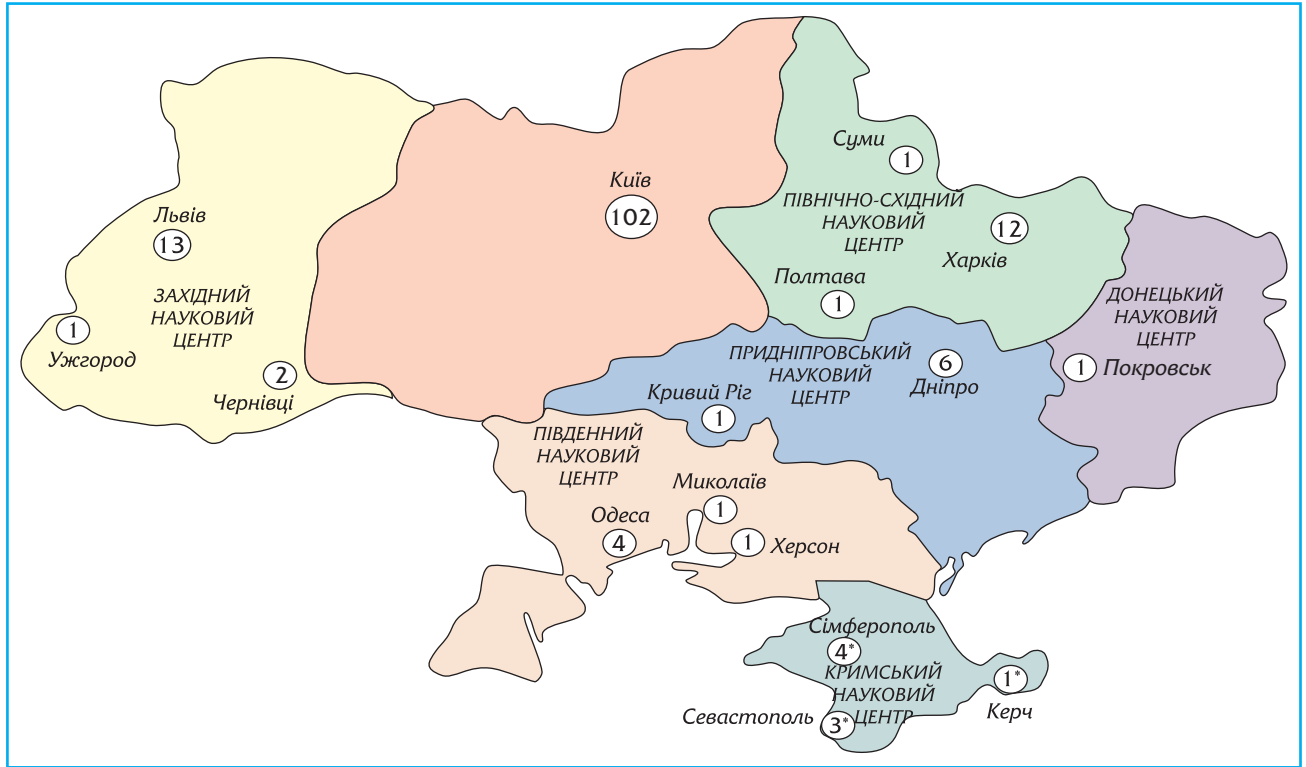 Суми
1
Київ
102
ПІВНІЧНО-СХІДНИЙ
НАУКОВИЙ
ЦЕНТР
12
Харків
Львів
13
Полтава
1
ЗАХІДНИЙ
НАУКОВИЙ
ЦЕНТР
ДОНЕЦЬКИЙ
НАУКОВИЙ
ЦЕНТР
1
Ужгород
2
Чернівці
ПРИДНІПРОВСЬКИЙ
НАУКОВИЙ
ЦЕНТР
6
Дніпро
1 Покровськ
Кривий Ріг
1
ПІВДЕННИЙ
НАУКОВИЙ
ЦЕНТР
Миколаїв
1
Одеса
4
1 Херсон
Сімферополь
4*
КРИМСЬКИЙ
НАУКОВИЙ
ЦЕНТР
1*
Керч
Севастополь 3*